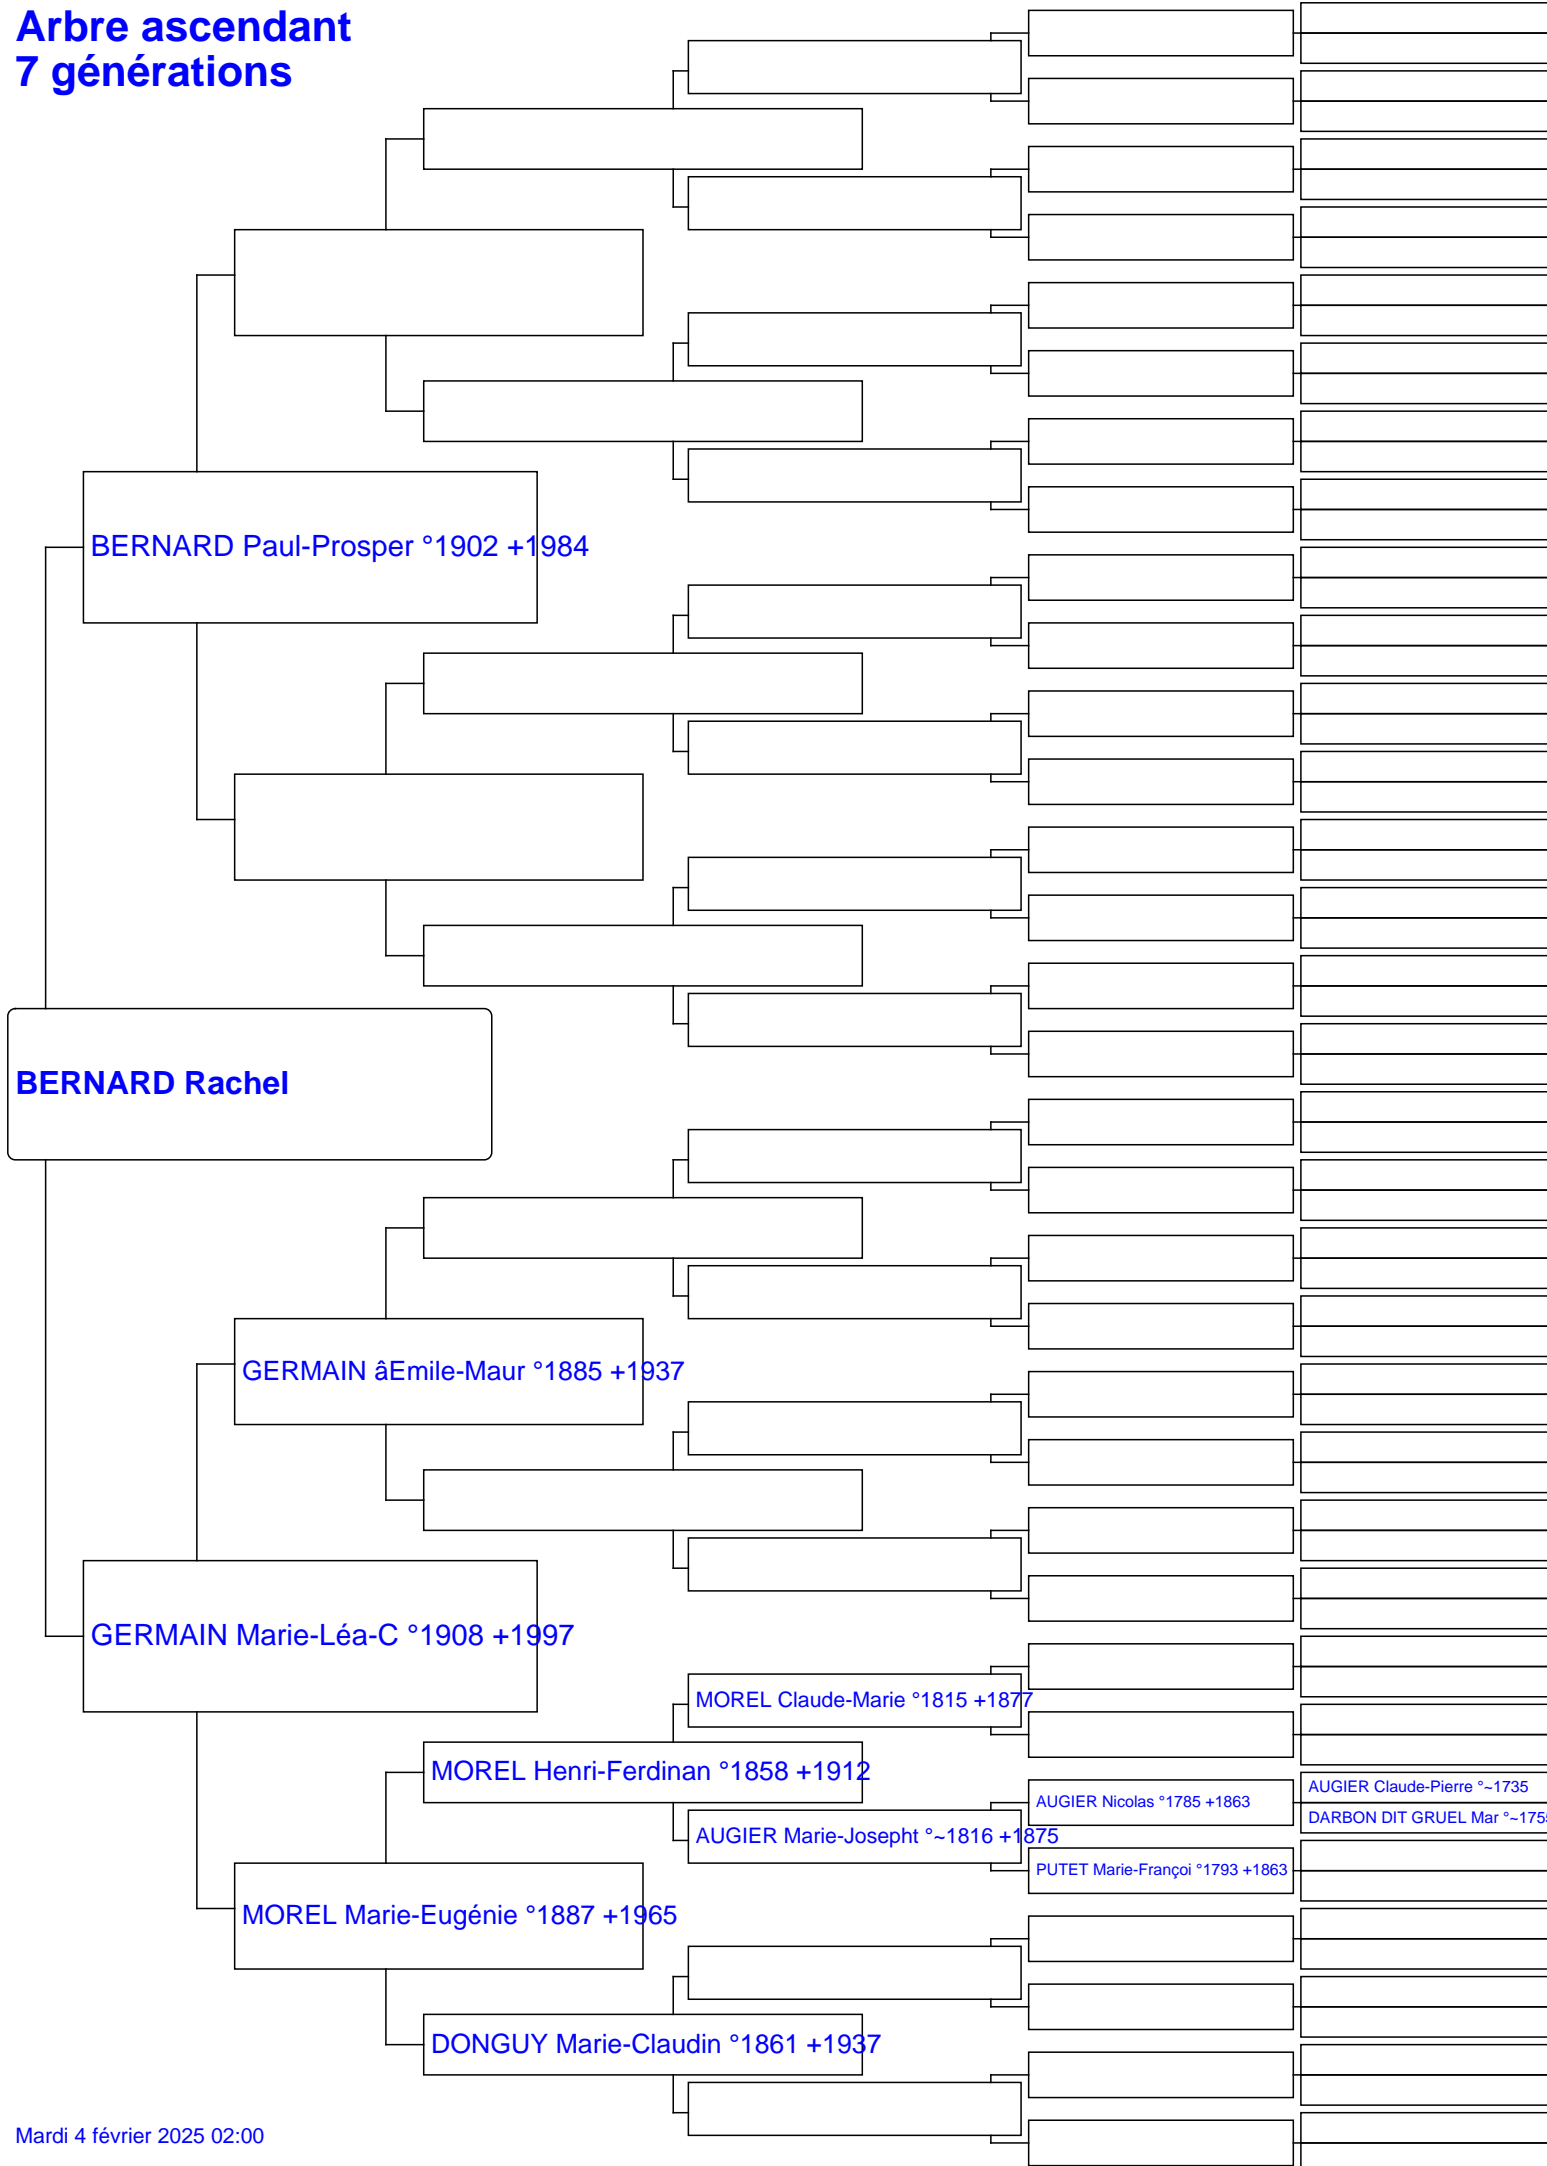 Arbre ascendant
7 générations
BERNARD Paul-Prosper °1902 +1984
BERNARD Rachel
GERMAIN âEmile-Maur °1885 +1937
GERMAIN Marie-Léa-C °1908 +1997
MOREL Claude-Marie °1815 +1877
MOREL Henri-Ferdinan °1858 +1912
AUGIER Claude-Pierre °~1735
AUGIER Nicolas °1785 +1863
DARBON DIT GRUEL Mar °~1755
AUGIER Marie-Josepht °~1816 +1875
PUTET Marie-Françoi °1793 +1863
MOREL Marie-Eugénie °1887 +1965
DONGUY Marie-Claudin °1861 +1937
Mardi 4 février 2025 02:00